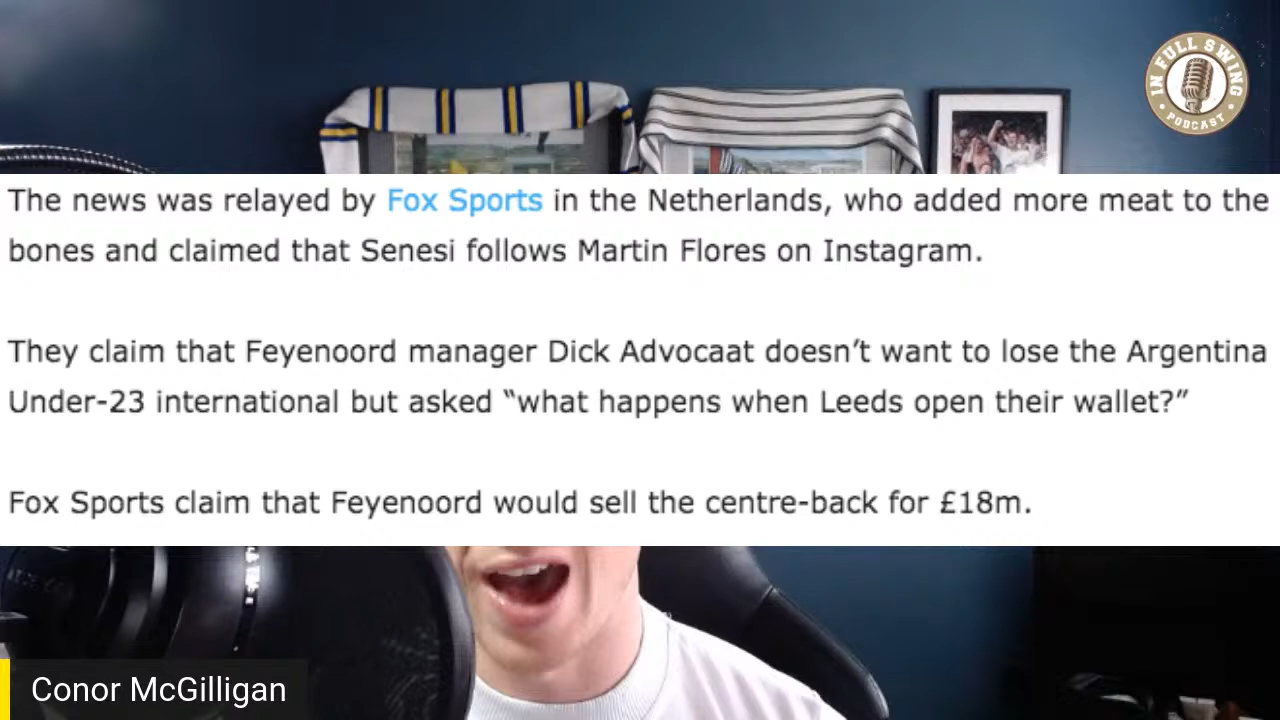 IN FULL SWING
PODCAST
The news was relayed by Fox Sports in the Netherlands, who added more meat to the
bones and claimed that Senesi follows Martin Flores on Instagram.
They claim that Feyenoord manager Dick Advocaat doesn’t want to lose the Argentina
Under-23 international but asked “what happens when Leeds open their wallet?”
Fox Sports claim that Feyenoord would sell the centre-back for £18m.
Conor McGilligan